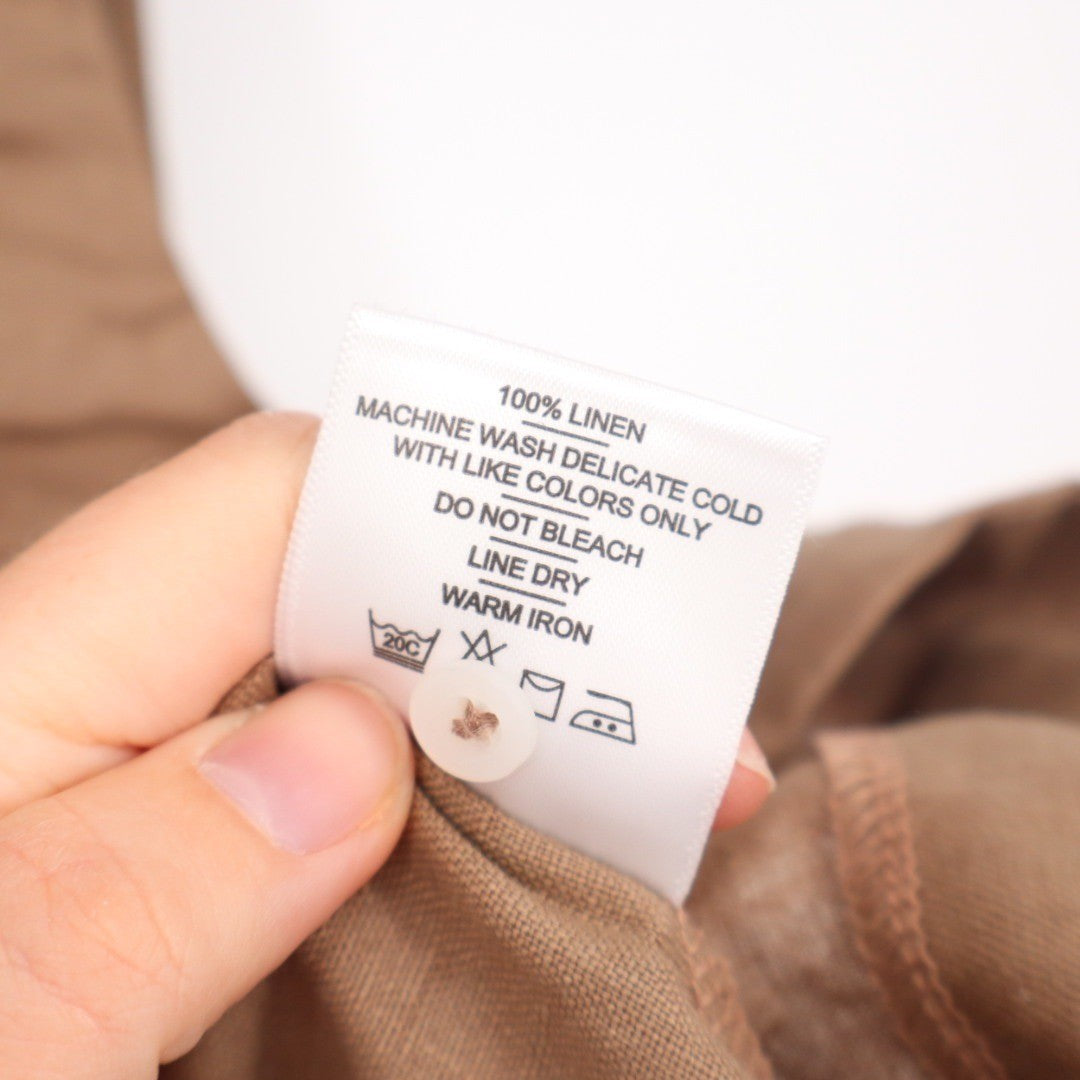 100% LINEN
MACHINE WASH DELICATE COLD
WITH LIKE COLORS ONLY
DO NOT BLEACH
LINE DRY
WARM IRON
20C